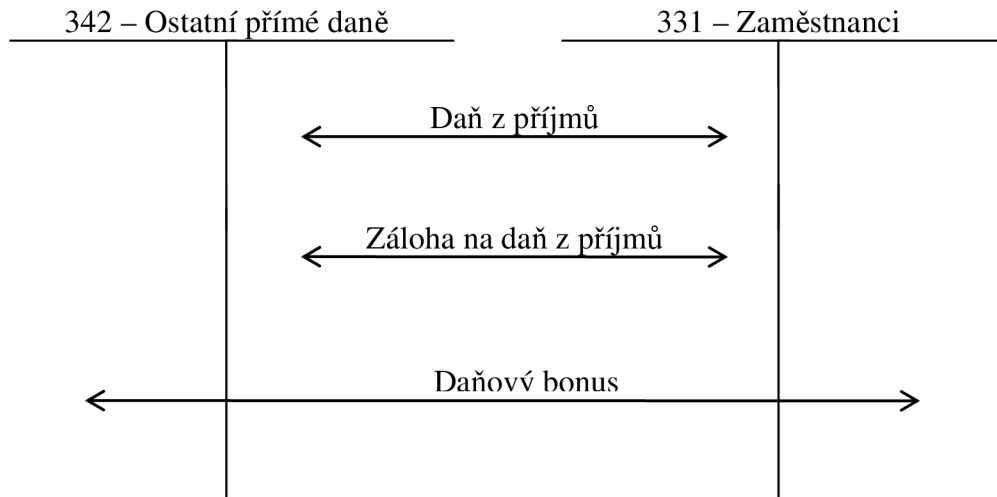 342 – Ostatní přímé daně
331 – Zaměstnanci
Daň z příjmů
Záloha na daň z příjmů
Daňový bonus